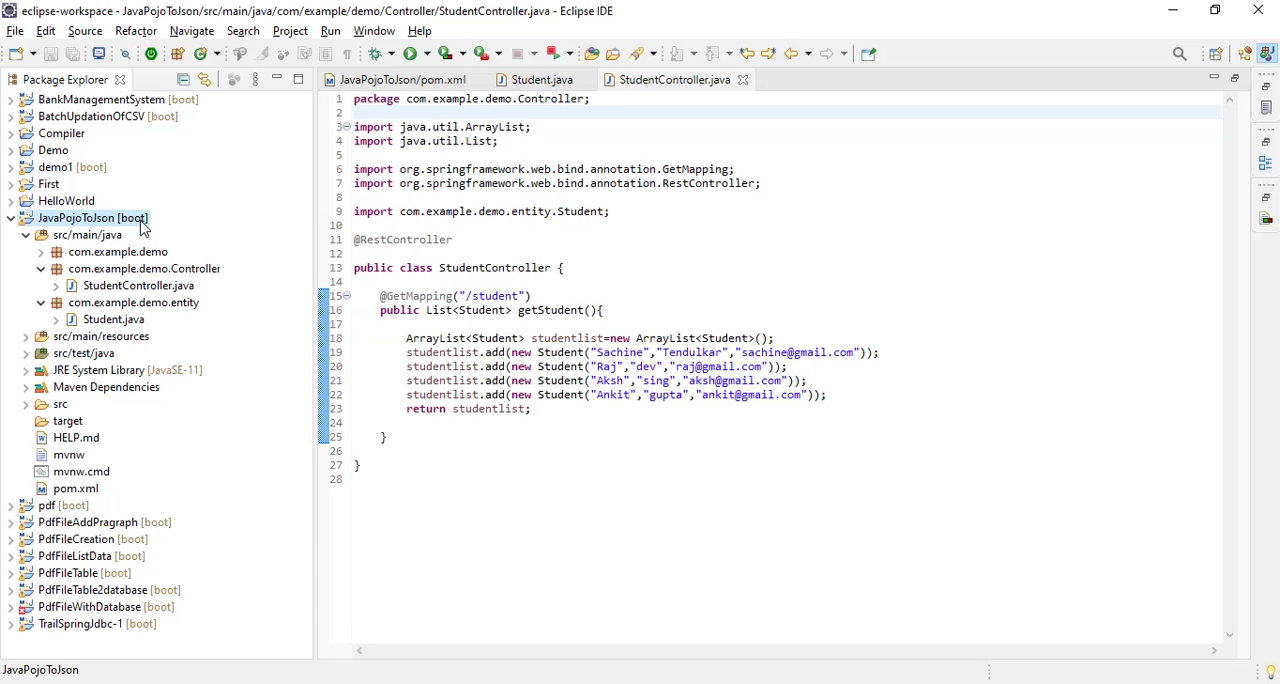 eclipse-workspace - JavaPojoToJson/src/main/java/com/example/demo/Controller/StudentController.java - Eclipse IDE
File Edit Source Refactor Navigate Search Project Run Window Help
Package Explorer
BankManagementSystem [boot]
BatchUpdationOfCSV [boot]
Compiler
Demo
demo1 [boot]
First
HelloWorld
JavaPojoToJson [boot]
src/main/java
com.example.demo
com.example.demo.Controller
StudentController.java
com.example.demo.entity
Student.java
src/main/resources
src/test/java
JRE System Library [JavaSE-11]
Maven Dependencies
src
target
HELP.md
mvnw
mvnw.cmd
pom.xml
pdf [boot]
PdfFileAddPragraph [boot]
PdfFileCreation [boot]
PdfFileListData [boot]
PdfFileTable [boot]
PdfFileTable2database [boot]
PdfFileWithDatabase [boot]
TrailSpringJdbc-1 [boot]
JavaPojoToJson/pom.xml Student.java StudentController.java
1 package com.example.demo.Controller;
2
3 import java.util.ArrayList;
4 import java.util.List;
5
6 import org.springframework.web.bind.annotation.GetMapping;
7 import org.springframework.web.bind.annotation.RestController;
8
9 import com.example.demo.entity.Student;
10
11 @RestController
12
13 public class StudentController {
14
15 @GetMapping("/student")
16 public List<Student> getStudent(){
17
18 ArrayList<Student> studentlist=new ArrayList<Student>();
19 studentlist.add(new Student("Sachine","Tendulkar","sachine@gmail.com"));
20 studentlist.add(new Student("Raj","dev","raj@gmail.com"));
21 studentlist.add(new Student("Aksh","sing","aksh@gmail.com"));
22 studentlist.add(new Student("Ankit","gupta","ankit@gmail.com"));
23 return studentlist;
24
25 }
26
27 }
28
JavaPojoToJson